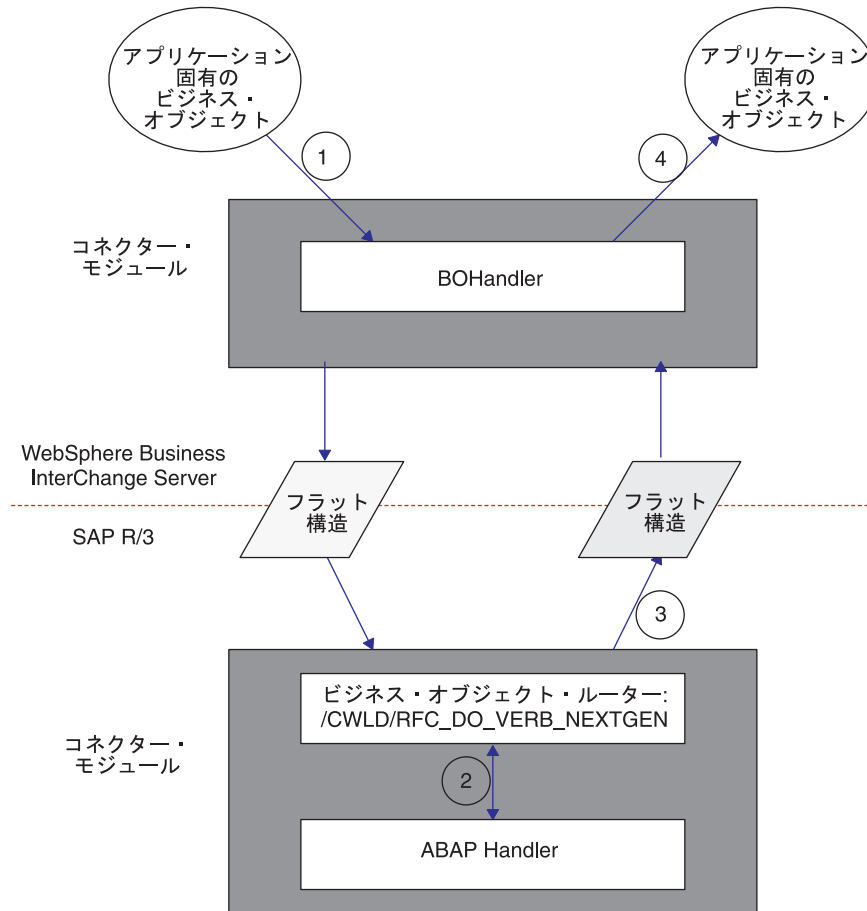 アプリケーション
固有の
ビジネス・
オブジェクト
アプリケーション
固有の
ビジネス・
オブジェクト
1
4
コネクター・
モジュール
BOHandler
WebSphere Business
InterChange Server
フラット
構造
フラット
構造
SAP R/3
3
ビジネス・オブジェクト・ルーター:
/CWLD/RFC_DO_VERB_NEXTGEN
コネクター・
モジュール
2
ABAP Handler